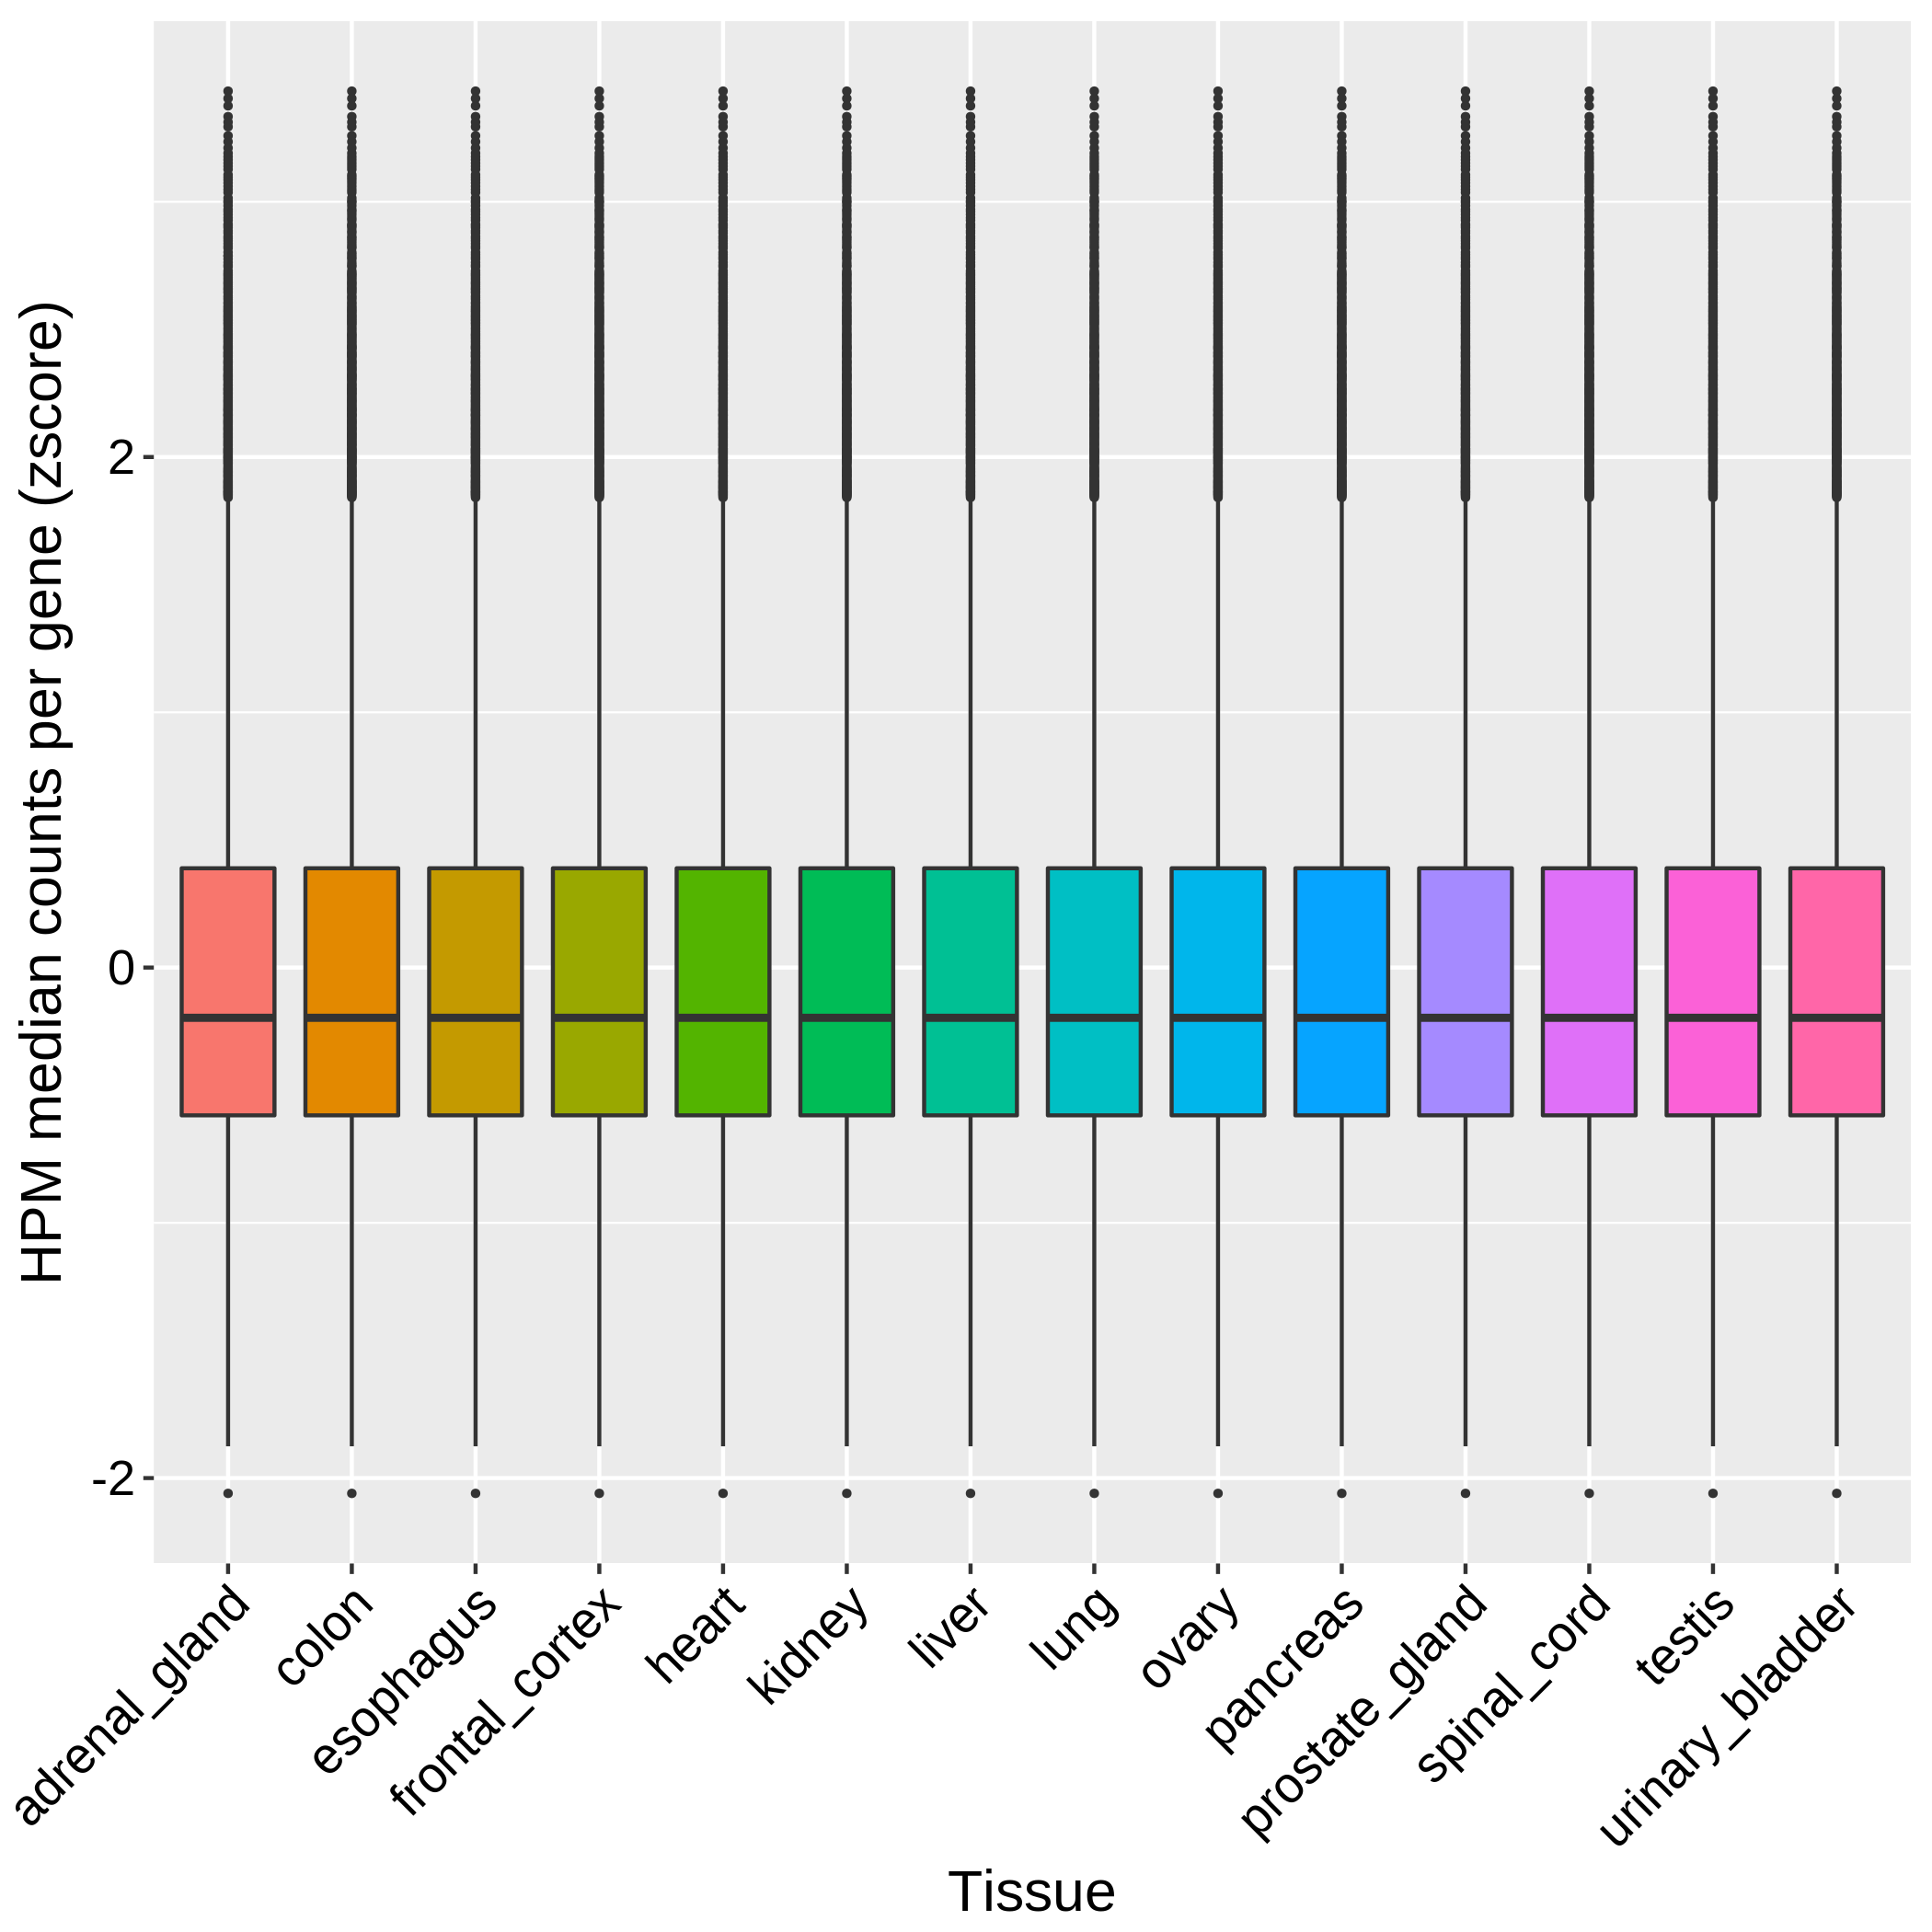 HPM median counts per gene (zscore)
2
0
-2
adrenal_gland
colon
esophagus
frontal_cortex
heart
kidney
liver
lung
ovary
pancreas
prostate_gland
spinal_cord
testis
urinary_bladder
Tissue